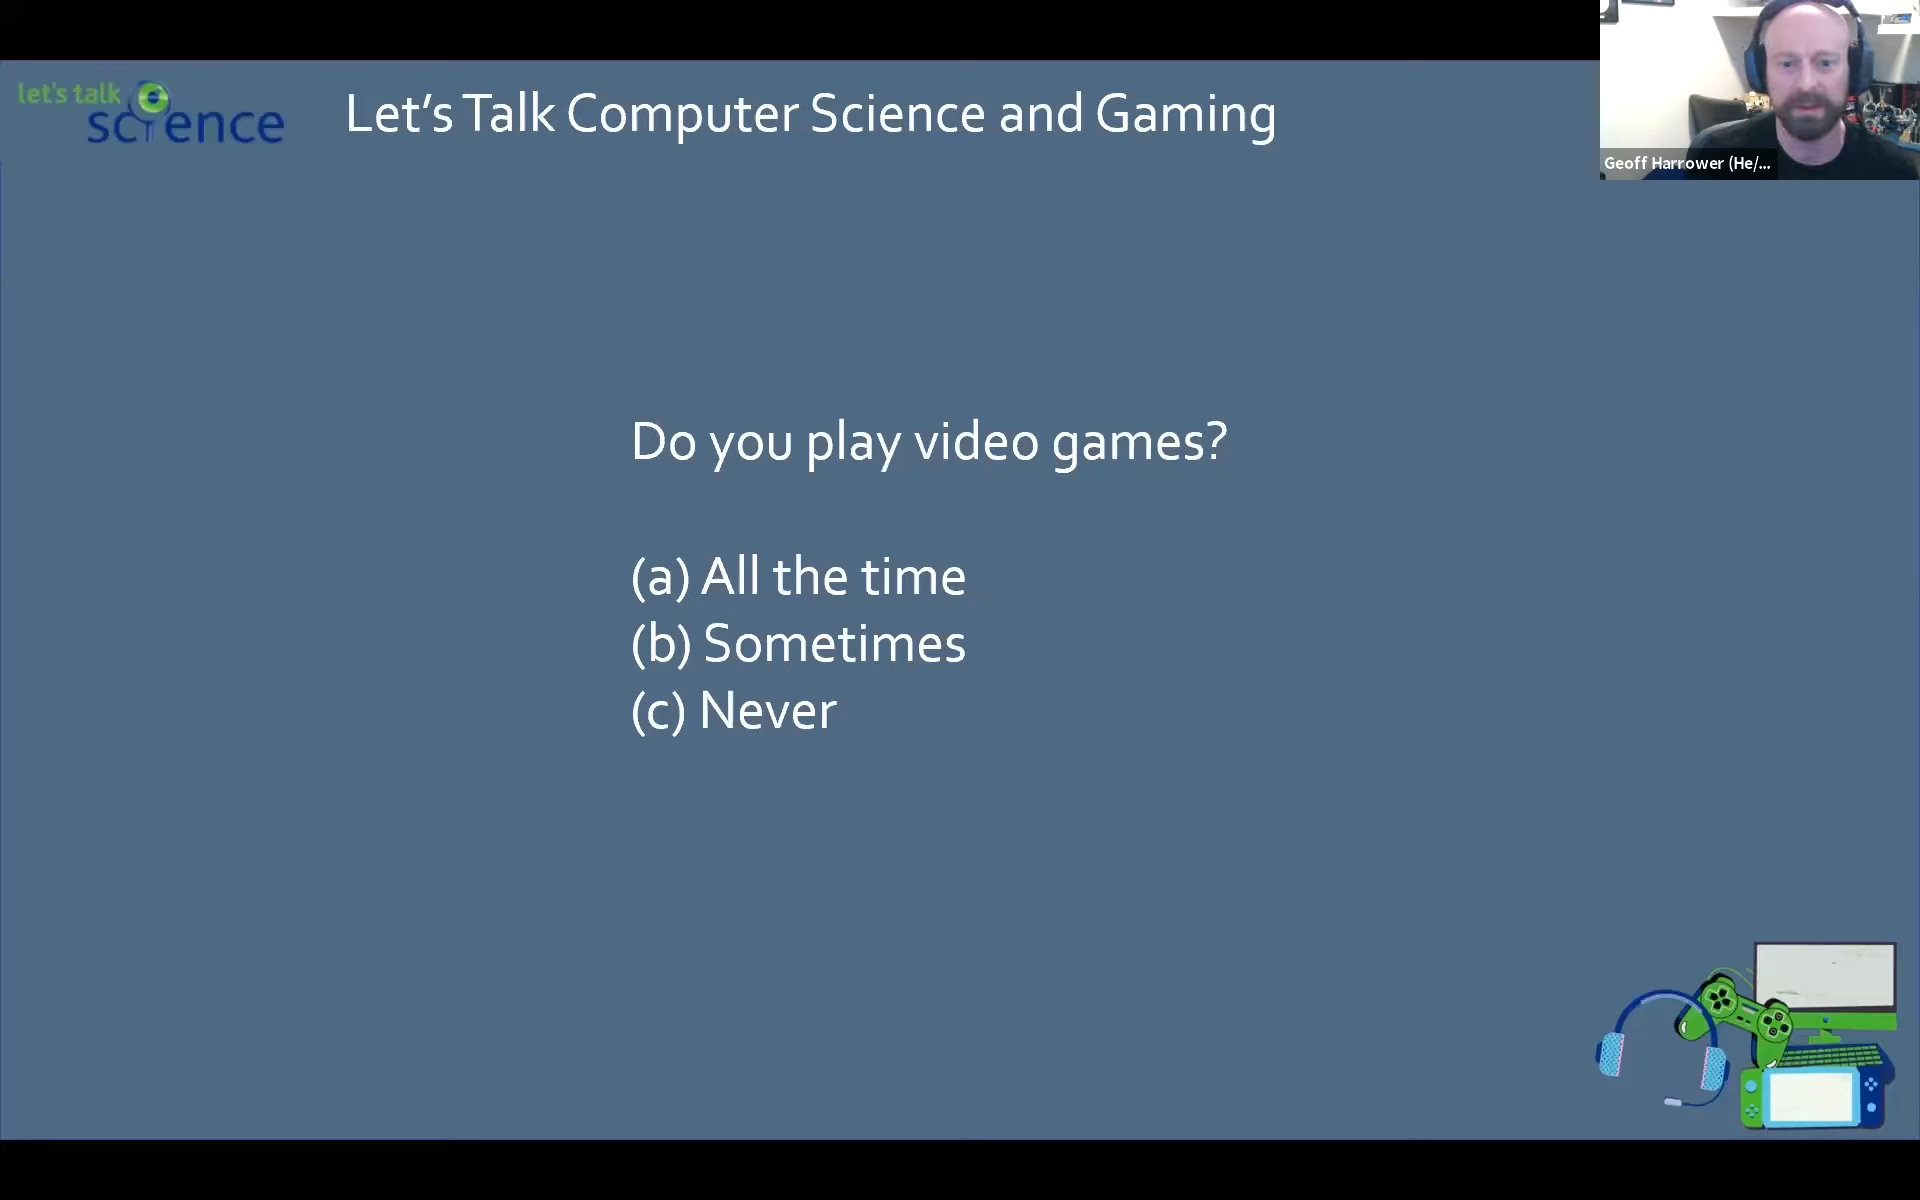 let's talk
science
Let's Talk Computer Science and Gaming
Geoff Harrower (He/...
Do you play video games?
(a) All the time
(b) Sometimes
(c) Never